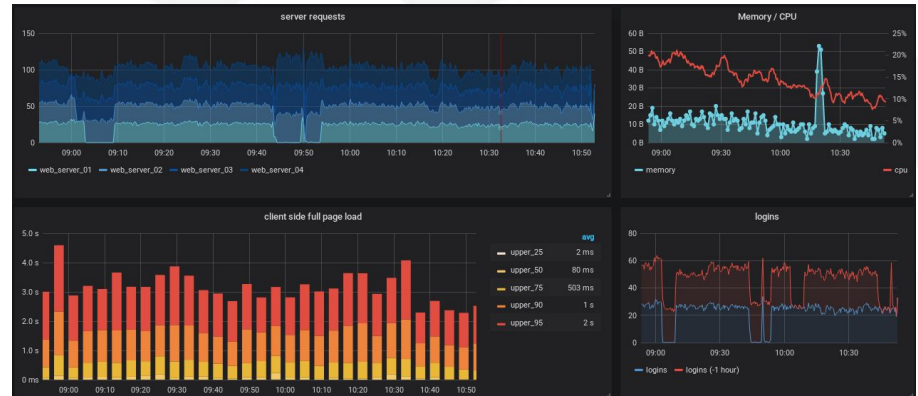 server requests
150
100
50
0
09:00 09:10 09:20 09:30 09:40 09:50 10:00 10:10 10:20 10:30 10:40 10:50
web_server_01 web_server_02 web_server_03 web_server_04
Memory / CPU
60 B 25%
50 B 20%
40 B
30 B 15%
20 B 10%
10 B 5%
0 B 0%
09:00 09:30 10:00 10:30
memory cpu
client side full page load
5.0 s
4.0 s
3.0 s
2.0 s
1.0 s
0 ms
09:00 09:10 09:20 09:30 09:40 09:50 10:00 10:10 10:20 10:30 10:40 10:50
avg
upper_25 2 ms
upper_50 80 ms
upper_75 503 ms
upper_90 1 s
upper_95 2 s
logins
80
60
40
20
0
09:00 09:30 10:00 10:30
logins logins (-1 hour)